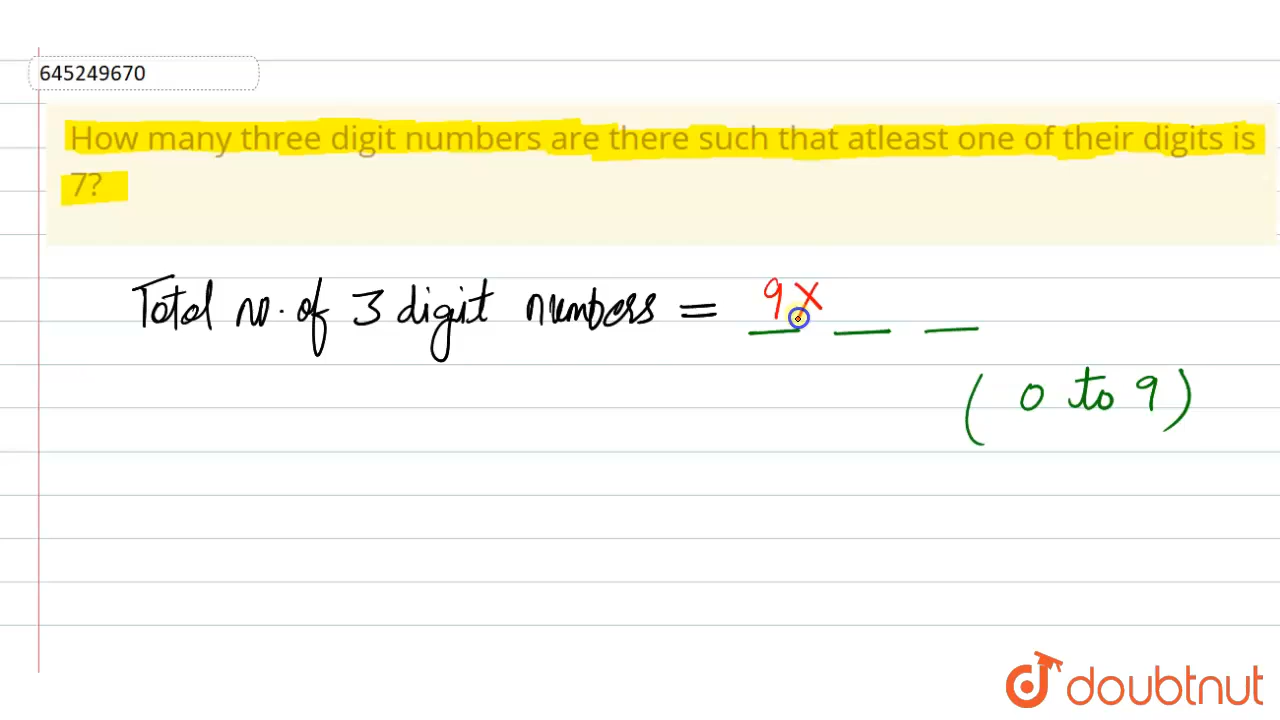 645249670
How many three digit numbers are there such that atleast one of their digits is
7?
Total no. of 3 digit numbers = 9 X _ _ _
( 0 to 9 )
doubtnut